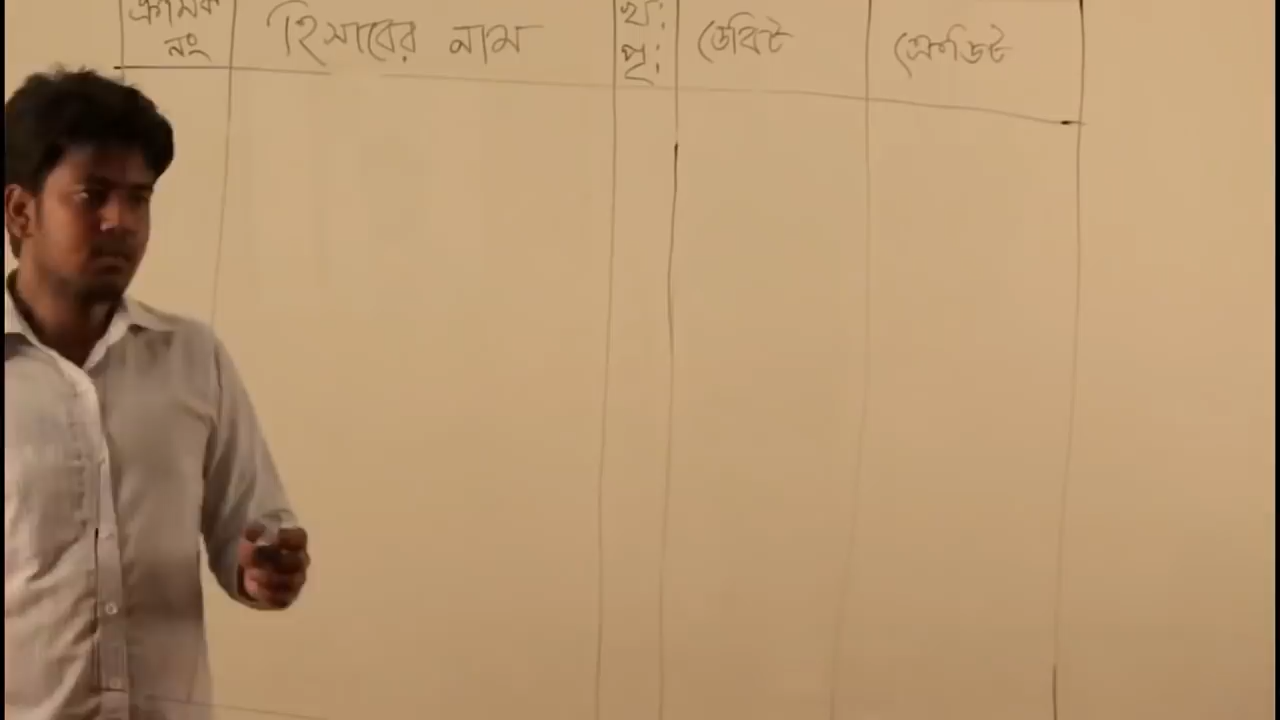 ক্রমিক
নং
হিসাবের নাম
খ:
পৃ:
ডেবিট
ক্রেডিট